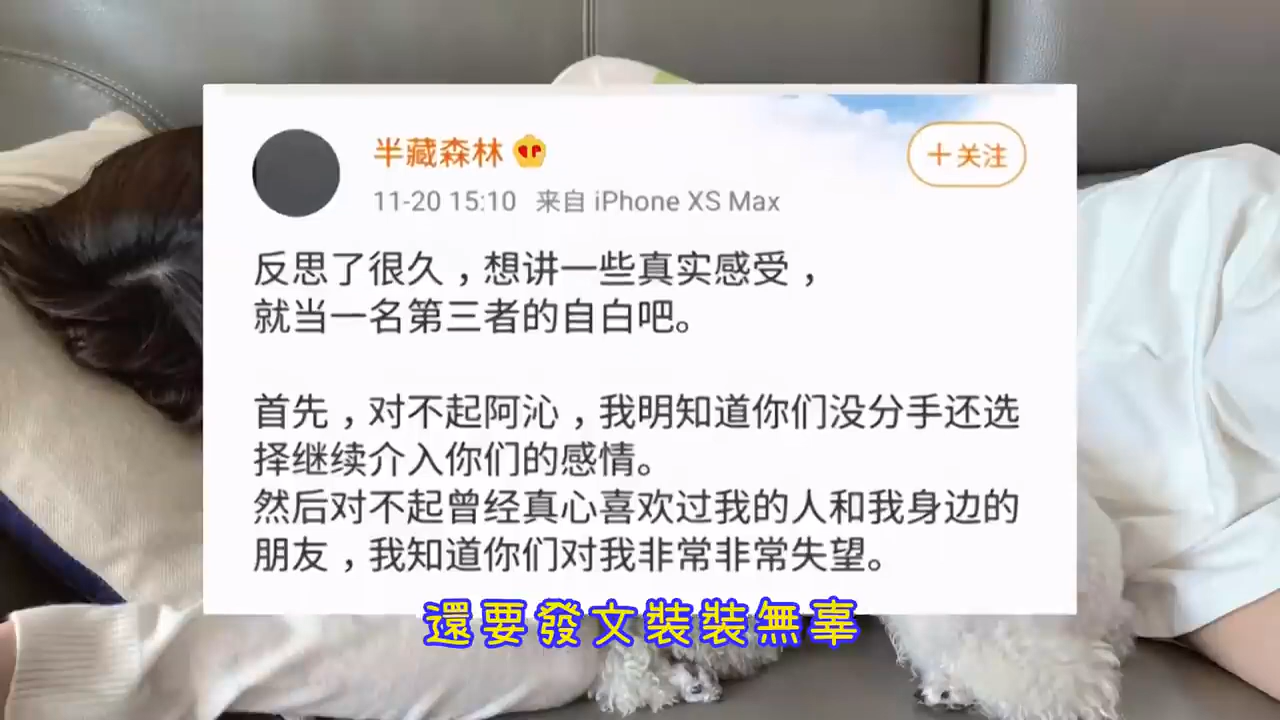 半藏森林
+关注
11-20 15:10 来自 iPhone XS Max
反思了很久，想讲一些真实感受，
就当一名第三者的自白吧。
首先，对不起阿沁，我明知道你们没分手还选
择继续介入你们的感情。
然后对不起曾经真心喜欢过我的人和我身边的
朋友，我知道你们对我非常非常失望。
還要發文裝裝無辜